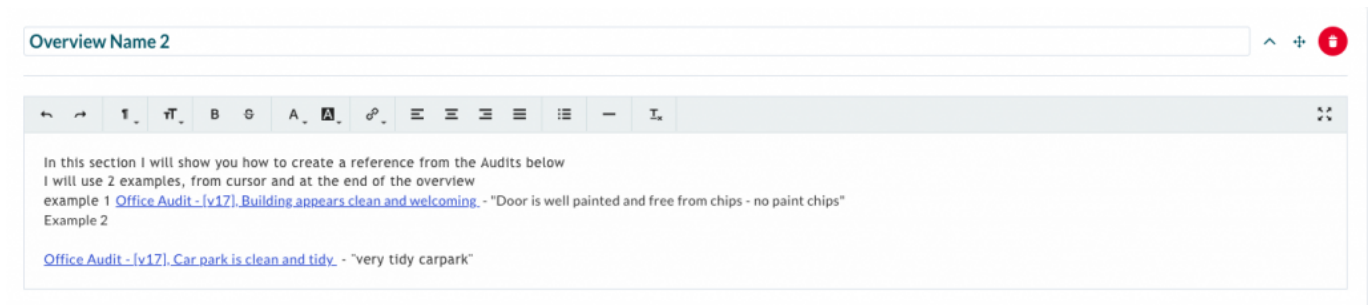 Overview Name 2
In this section I will show you how to create a reference from the Audits below
I will use 2 examples, from cursor and at the end of the overview
example 1 Office Audit - [v17], Building appears clean and welcoming - "Door is well painted and free from chips - no paint chips"
Example 2
Office Audit - [v17], Car park is clean and tidy - "very tidy carpark"